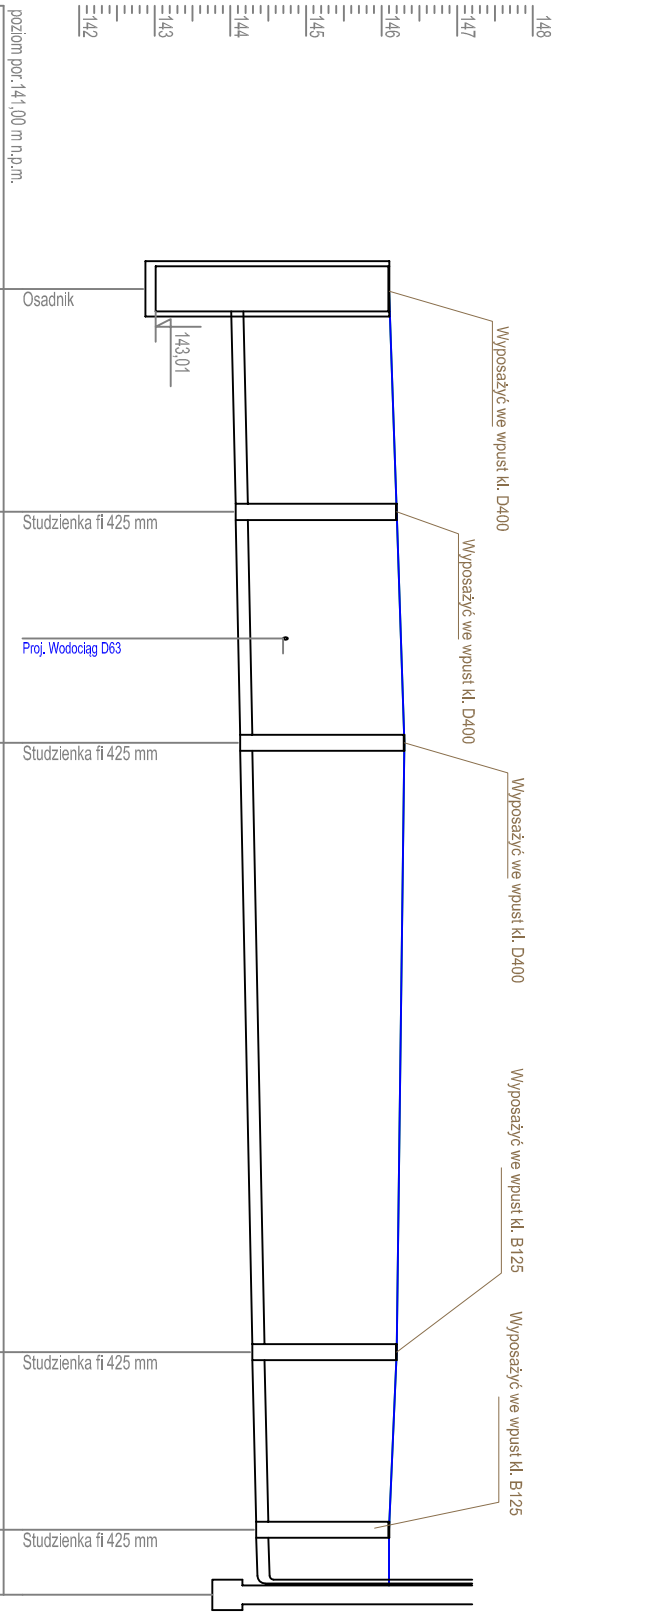 148
147
146
145
144
143
142
poziom por.141,00 m n.p.m.
Osadnik
143,01
Wyposażyć we wpust kl. D400
Studzienka fi 425 mm
Wyposażyć we wpust kl. D400
Proj. Wodociąg D63
Studzienka fi 425 mm
Wyposażyć we wpust kl. D400
Studzienka fi 425 mm
Wyposażyć we wpust kl. B125
Studzienka fi 425 mm
Wyposażyć we wpust kl. B125